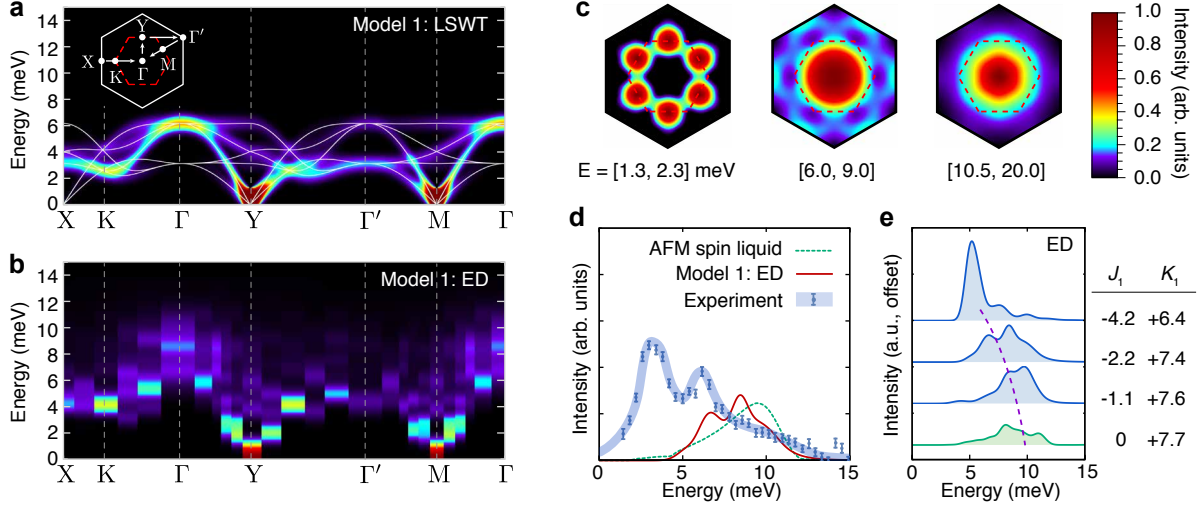 a
Model 1: LSWT
Energy (meV)
14
12
10
8
6
4
2
0
Y
Γ′
X
K
Γ
M
X K Γ Y Γ′ M Γ
b
Model 1: ED
Energy (meV)
14
12
10
8
6
4
2
0
X K Γ Y Γ′ M Γ
c
E = [1.3, 2.3] meV
[6.0, 9.0]
[10.5, 20.0]
1.0
0.8
0.6
0.4
0.2
0.0
Intensity (arb. units)
d
AFM spin liquid
Model 1: ED
Experiment
Intensity (arb. units)
0 5 10 15
Energy (meV)
e
ED
Intensity (a.u., offset)
0 5 10 15
Energy (meV)
J₁ K₁
-4.2 +6.4
-2.2 +7.4
-1.1 +7.6
0 +7.7